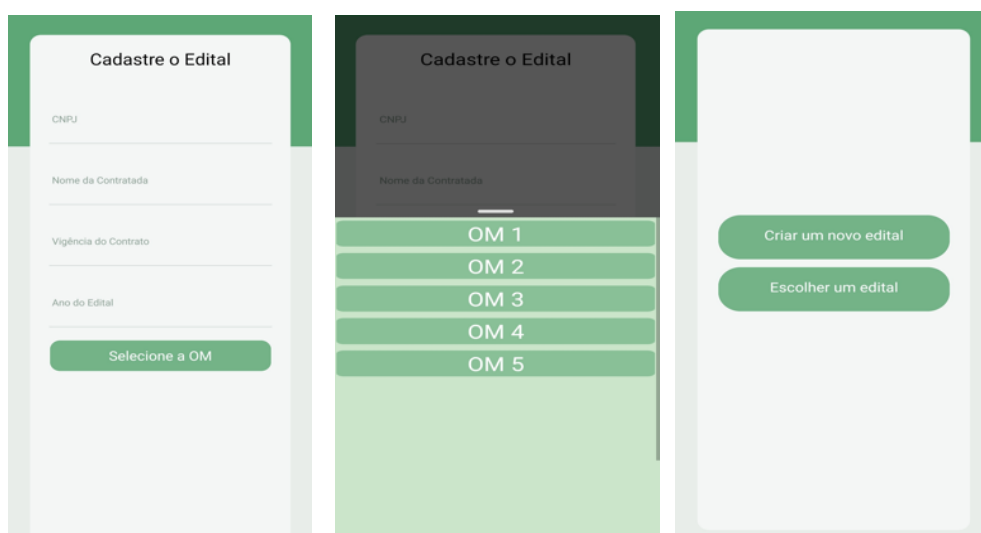 Cadastre o Edital
CNPJ
Nome da Contratada
Vigência do Contrato
Ano do Edital
Selecione a OM
Cadastre o Edital
CNPJ
Nome da Contratada
OM 1
OM 2
OM 3
OM 4
OM 5
Criar um novo edital
Escolher um edital